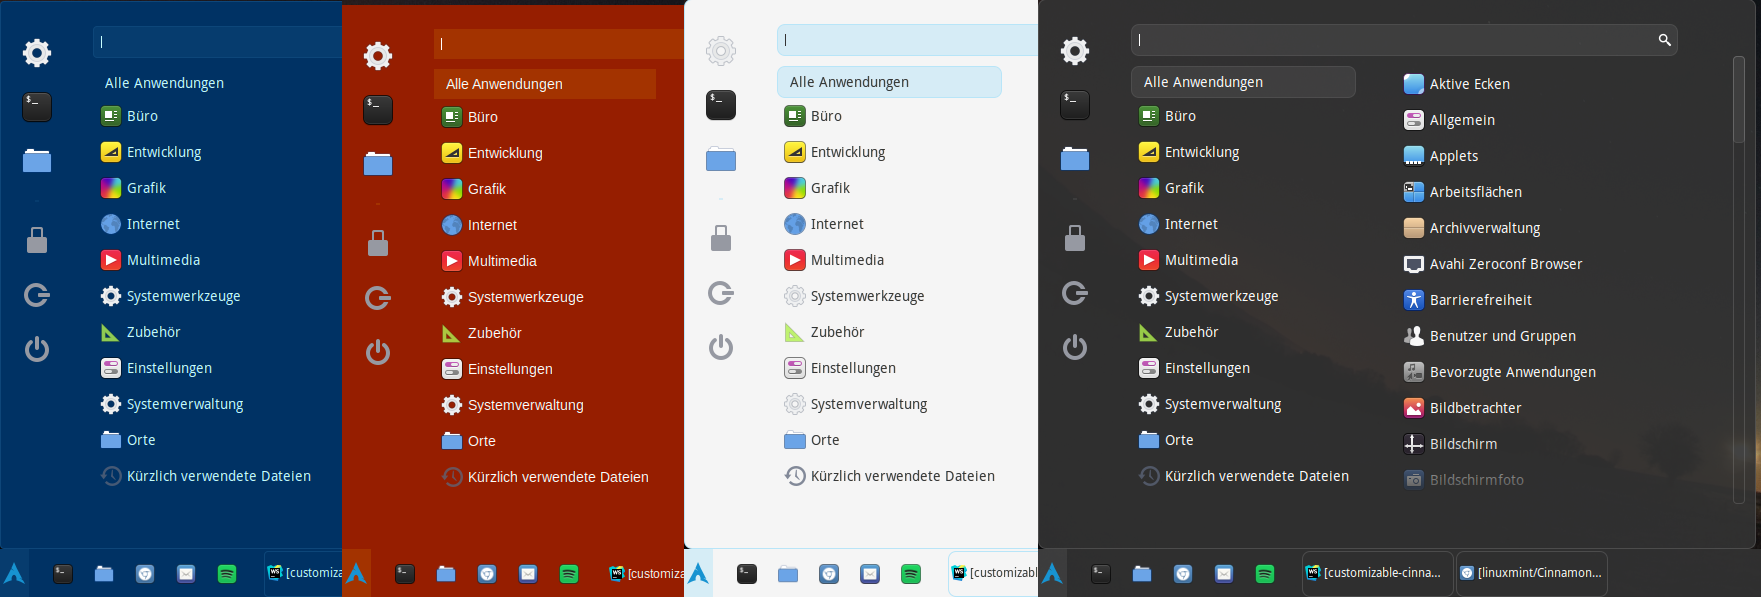 Alle Anwendungen
Büro
Entwicklung
Grafik
Internet
Multimedia
Systemwerkzeuge
Zubehör
Einstellungen
Systemverwaltung
Orte
Kürzlich verwendete Dateien
$_
$_
WS [customiza
Alle Anwendungen
Büro
Entwicklung
Grafik
Internet
Multimedia
Systemwerkzeuge
Zubehör
Einstellungen
Systemverwaltung
Orte
Kürzlich verwendete Dateien
$_
$_
WS [customiza
Alle Anwendungen
Büro
Entwicklung
Grafik
Internet
Multimedia
Systemwerkzeuge
Zubehör
Einstellungen
Systemverwaltung
Orte
Kürzlich verwendete Dateien
$_
$_
WS [customizabl
Alle Anwendungen
Büro
Entwicklung
Grafik
Internet
Multimedia
Systemwerkzeuge
Zubehör
Einstellungen
Systemverwaltung
Orte
Kürzlich verwendete Dateien
Aktive Ecken
Allgemein
Applets
Arbeitsflächen
Archivverwaltung
Avahi Zeroconf Browser
Barrierefreiheit
Benutzer und Gruppen
Bevorzugte Anwendungen
Bildbetrachter
Bildschirm
Bildschirmfoto
$_
$_
WS [customizable-cinna...
[linuxmint/Cinnamon...